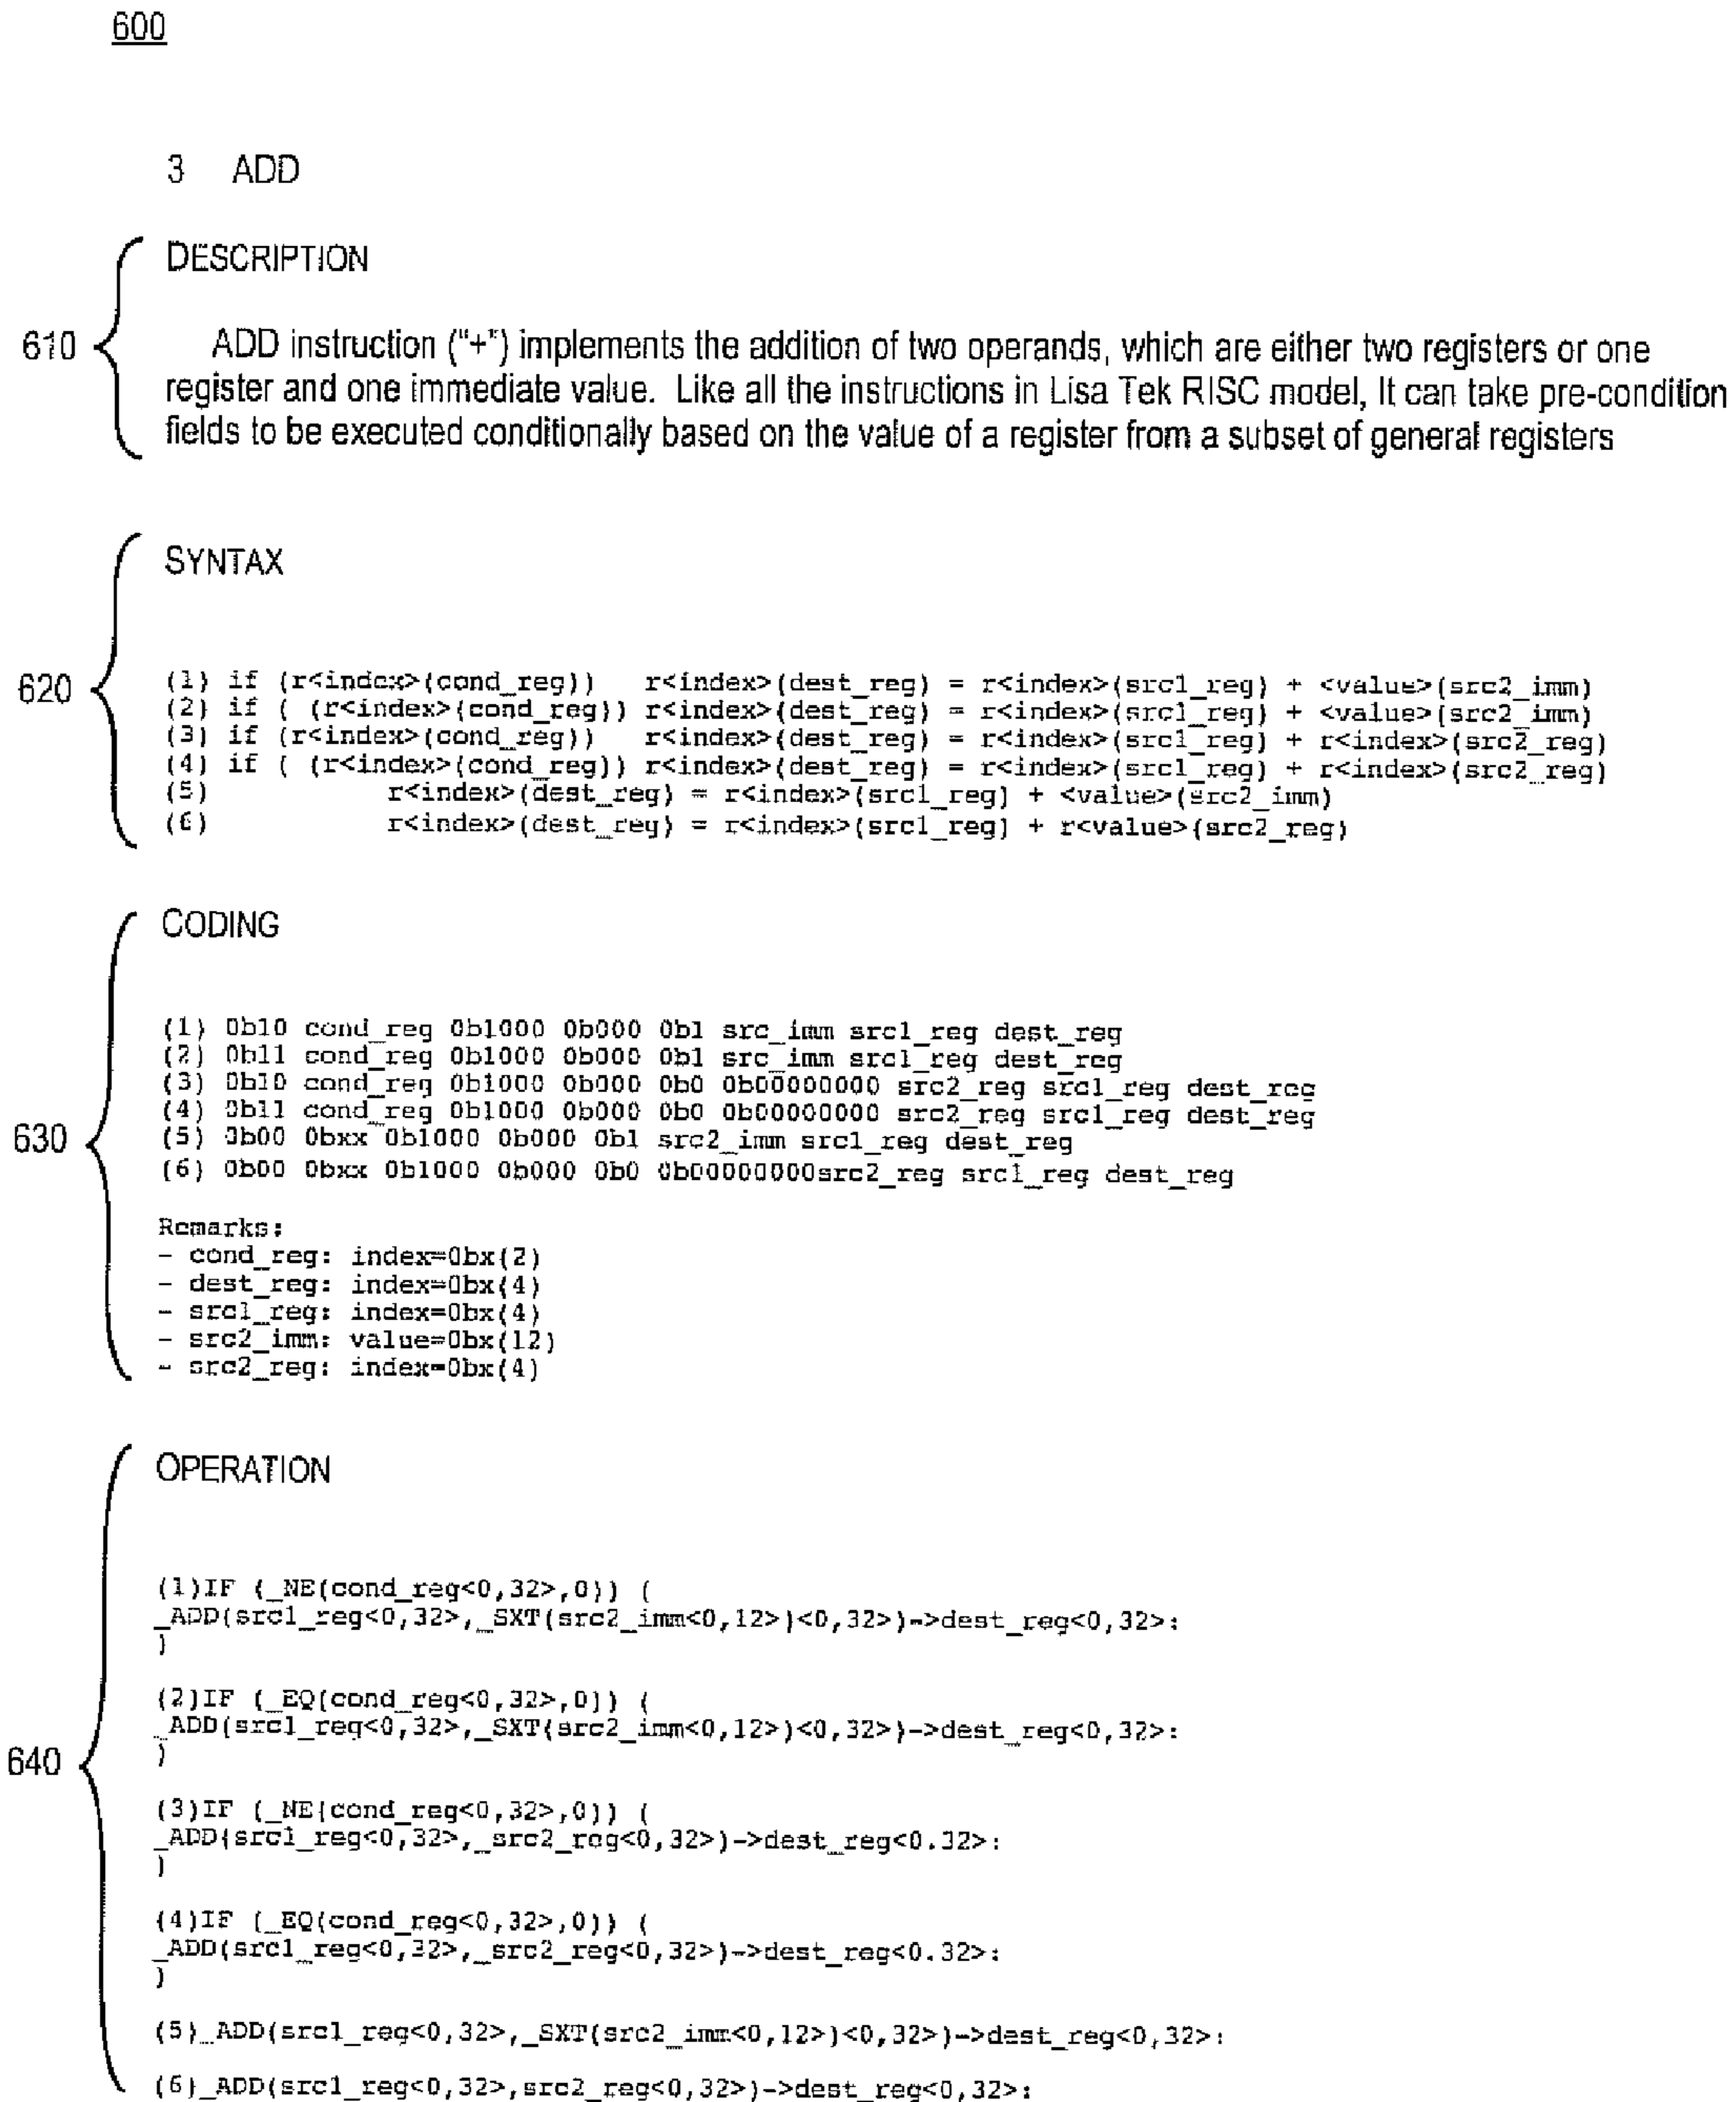 600
3 ADD
DESCRIPTION
610
ADD instruction ("+") implements the addition of two operands, which are either two registers or one
register and one immediate value. Like all the instructions in Lisa Tek RISC model, It can take pre-condition
fields to be executed conditionally based on the value of a register from a subset of general registers
SYNTAX
620
(1) if (r<index>(cond_reg)) r<index>(dest_reg) = r<index>(src1_reg) + <value>(src2_imm)
(2) if ( (r<index>(cond_reg)) r<index>(dest_reg) = r<index>(src1_reg) + <value>(src2_imm)
(3) if (r<index>(cond_reg)) r<index>(dest_reg) = r<index>(src1_reg) + r<index>(src2_reg)
(4) if ( (r<index>(cond_reg)) r<index>(dest_reg) = r<index>(src1_reg) + r<index>(src2_reg)
(5) r<index>(dest_reg) = r<index>(src1_reg) + <value>(src2_imm)
(6) r<index>(dest_reg) = r<index>(src1_reg) + r<value>(src2_reg)
CODING
630
(1) 0b10 cond_reg 0b1000 0b000 0b1 src_imm src1_reg dest_reg
(2) 0b11 cond_reg 0b1000 0b000 0b1 src_imm src1_reg dest_reg
(3) 0b10 cond_reg 0b1000 0b000 0b0 0b00000000 src2_reg src1_reg dest_reg
(4) 0b11 cond_reg 0b1000 0b000 0b0 0b00000000 src2_reg src1_reg dest_reg
(5) 0b00 0bxx 0b1000 0b000 0b1 src2_imm src1_reg dest_reg
(6) 0b00 0bxx 0b1000 0b000 0b0 0b00000000src2_reg src1_reg dest_reg
Remarks:
- cond_reg: index=0bx(2)
- dest_reg: index=0bx(4)
- src1_reg: index=0bx(4)
- src2_imm: value=0bx(12)
- src2_reg: index=0bx(4)
OPERATION
640
(1)IF (_NE(cond_reg<0,32>,0)) (
_ADD(src1_reg<0,32>,_SXT(src2_imm<0,12>)<0,32>)->dest_reg<0,32>:
)
(2)IF (_EQ(cond_reg<0,32>,0)) (
_ADD(src1_reg<0,32>,_SXT(src2_imm<0,12>)<0,32>)->dest_reg<0,32>:
)
(3)IF (_NE(cond_reg<0,32>,0)) (
_ADD(src1_reg<0,32>,_src2_reg<0,32>)->dest_reg<0.32>:
)
(4)IF (_EQ(cond_reg<0,32>,0)) (
_ADD(src1_reg<0,32>,_src2_reg<0,32>)->dest_reg<0.32>:
)
(5)_ADD(src1_reg<0,32>,_SXT(src2_imm<0,12>)<0,32>)->dest_reg<0,32>:
(6)_ADD(src1_reg<0,32>,src2_reg<0,32>)->dest_reg<0,32>: